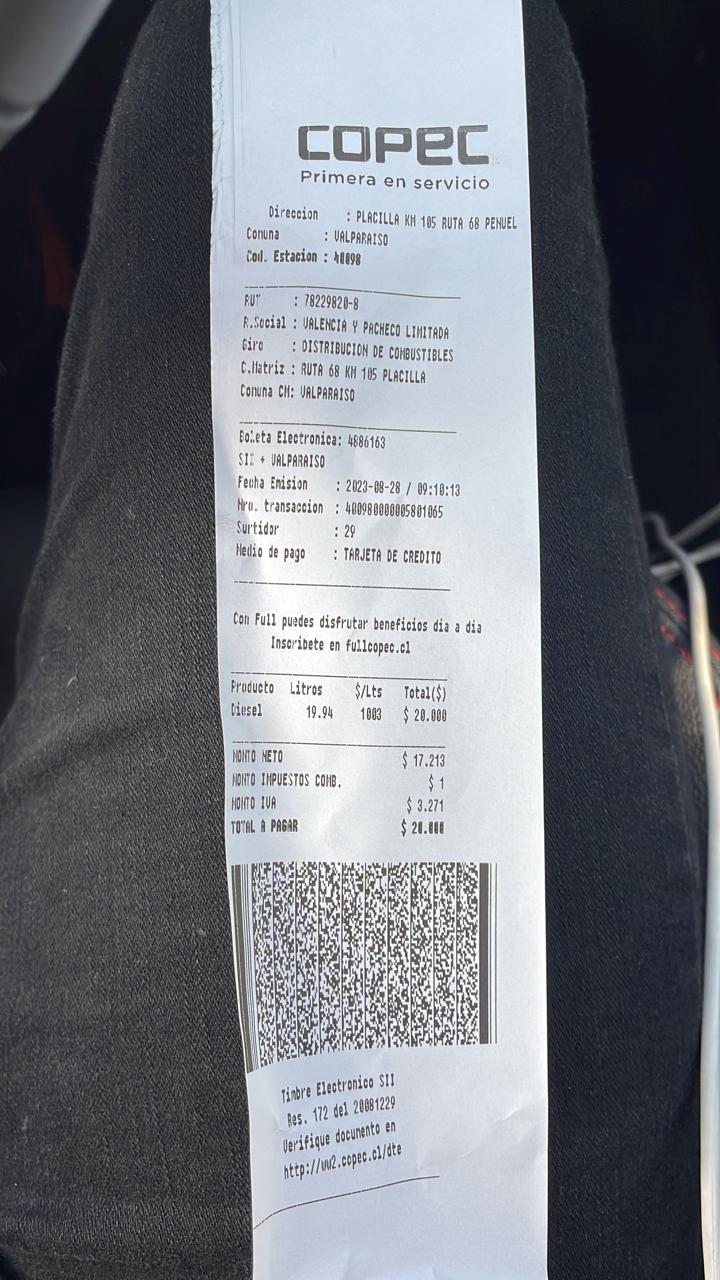 COPEC
Primera en servicio
Direccion : PLACILLA KM 105 RUTA 68 PENUEL
Comuna : VALPARAISO
Cod. Estacion : 40098
RUT : 78229820-8
R.Social : VALENCIA Y PACHECO LIMITADA
Giro : DISTRIBUCION DE COMBUSTIBLES
C.Matriz : RUTA 68 KM 105 PLACILLA
Comuna CM: VALPARAISO
Boleta Electronica: 4886163
SII + VALPARAISO
Fecha Emision : 2023-08-28 / 09:10:13
Nro. transaccion : 400980000005801065
Surtidor : 29
Medio de pago : TARJETA DE CREDITO
Con Full puedes disfrutar beneficios dia a dia
Inscribete en fullcopec.cl
Producto Litros $/Lts Total($)
Diesel 19.94 1003 $ 20.000
MONTO NETO $ 17.213
MONTO IMPUESTOS COMB. $ 1
MONTO IVA $ 3.271
TOTAL A PAGAR $ 20.000
Timbre Electronico SII
Res. 172 del 20081229
Verifique documento en
http://ww2.copec.cl/dte